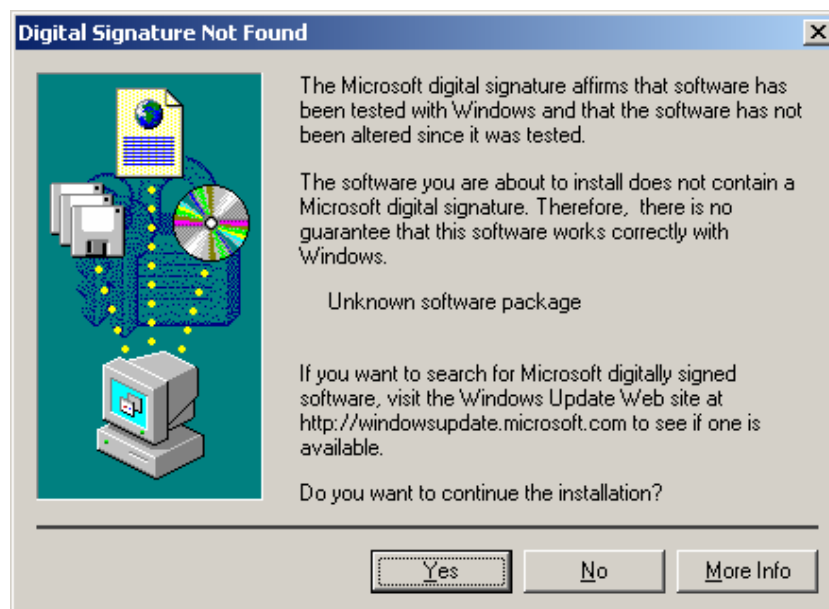 Digital Signature Not Found
The Microsoft digital signature affirms that software has
been tested with Windows and that the software has not
been altered since it was tested.
The software you are about to install does not contain a
Microsoft digital signature. Therefore, there is no
guarantee that this software works correctly with
Windows.
Unknown software package
If you want to search for Microsoft digitally signed
software, visit the Windows Update Web site at
http://windowsupdate.microsoft.com to see if one is
available.
Do you want to continue the installation?
Yes No More Info